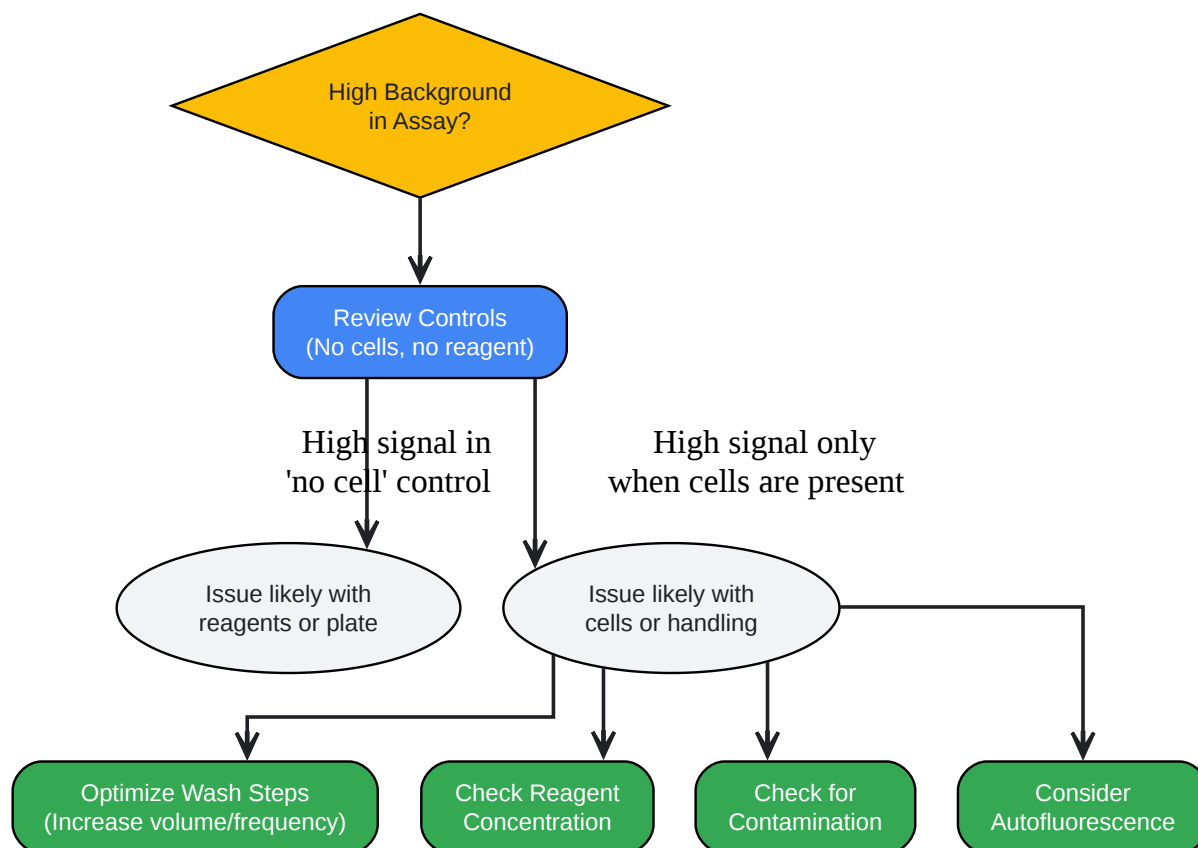 High Background
in Assay?
Review Controls
(No cells, no reagent)
High signal in
'no cell' control
High signal only
when cells are present
Issue likely with
reagents or plate
Issue likely with
cells or handling
Optimize Wash Steps
(Increase volume/frequency)
Check Reagent
Concentration
Check for
Contamination
Consider
Autofluorescence